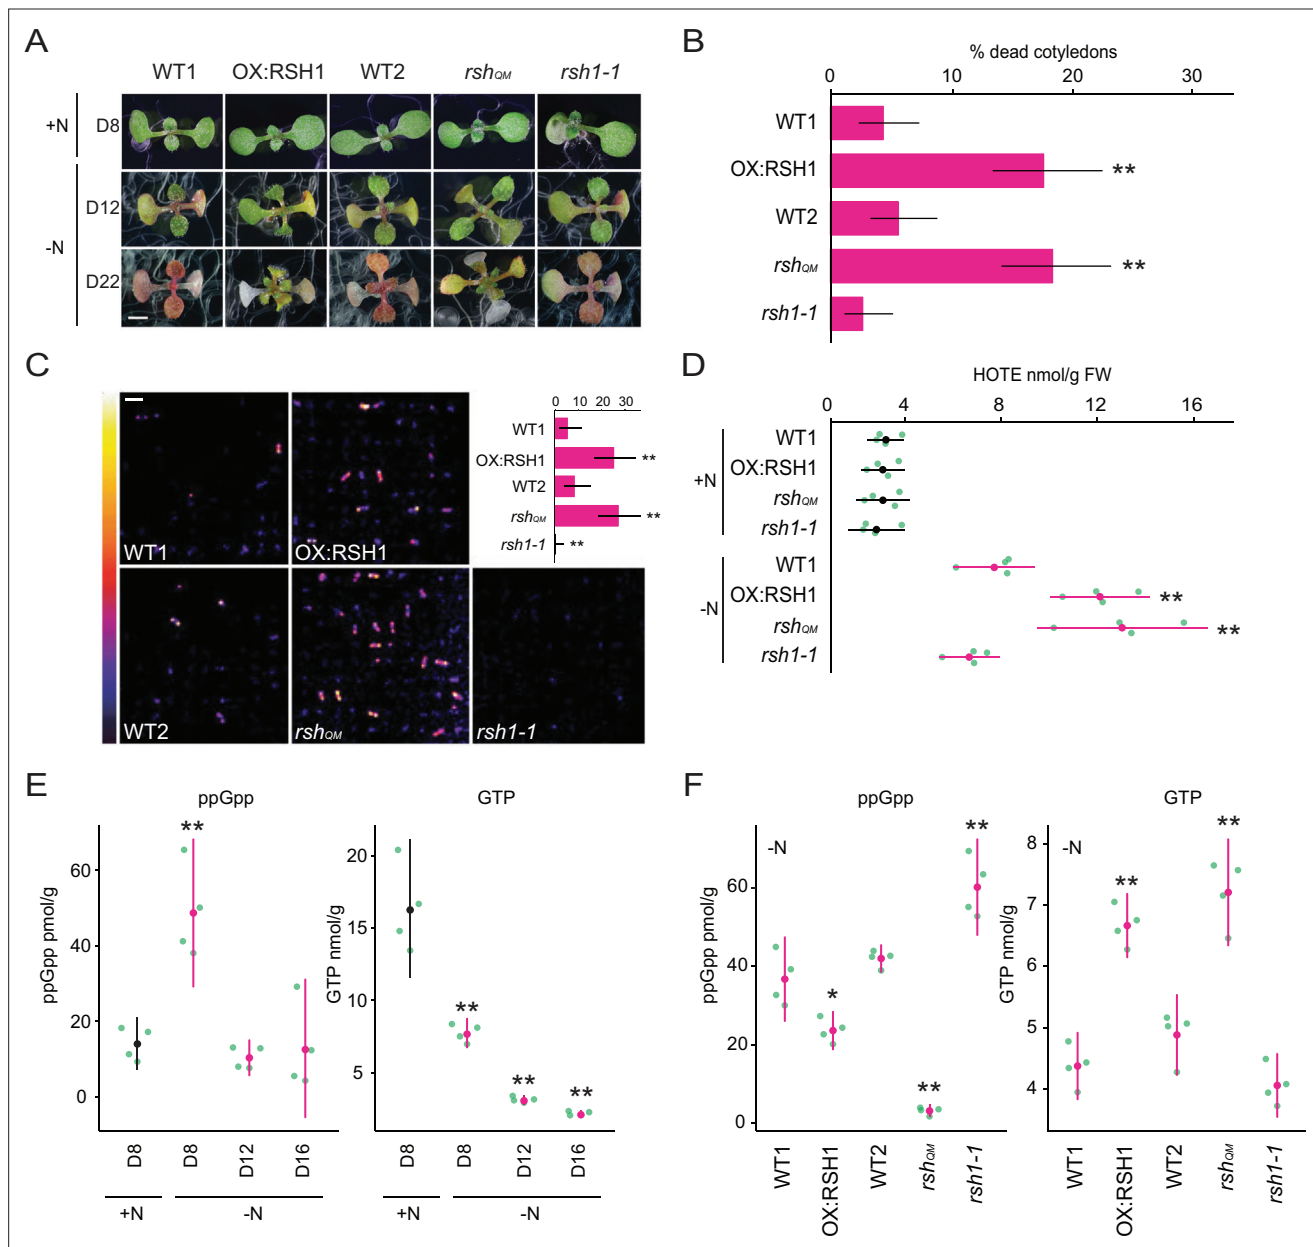 A
WT1 OX:RSH1 WT2 rshQM rsh1-1
+N D8
D12
-N
D22
B
% dead cotyledons
0 10 20 30
WT1
OX:RSH1 **
WT2
rshQM **
rsh1-1
C
WT1
OX:RSH1
WT2
rshQM
rsh1-1
0 10 20 30
WT1
OX:RSH1 **
WT2
rshQM **
rsh1-1 **
D
HOTE nmol/g FW
0 4 8 12 16
+N
WT1
OX:RSH1
rshQM
rsh1-1
-N
WT1
OX:RSH1 **
rshQM **
rsh1-1
E
ppGpp
ppGpp pmol/g
60
40
20
0
**
D8 D8 D12 D16
+N -N
GTP
GTP nmol/g
20
15
10
5
** ** **
D8 D8 D12 D16
+N -N
F
ppGpp
-N
ppGpp pmol/g
60
40
20
0
* ** **
WT1 OX:RSH1 WT2 rshQM rsh1-1
GTP
-N
GTP nmol/g
8
7
6
5
4
** **
WT1 OX:RSH1 WT2 rshQM rsh1-1